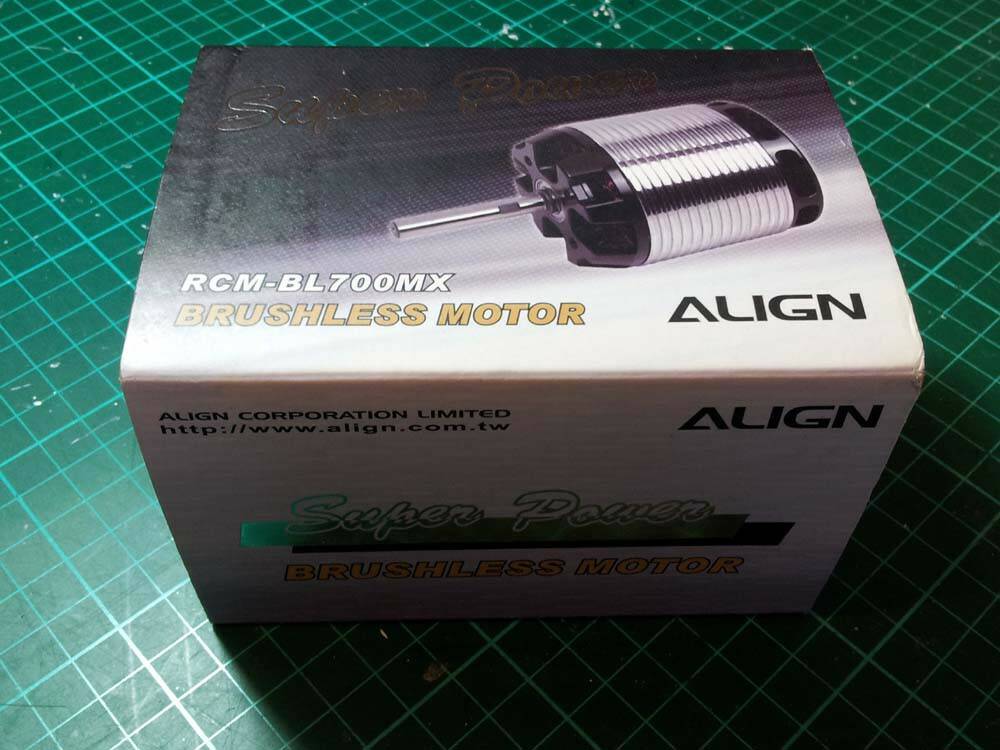 Super Power
RCM-BL700MX
BRUSHLESS MOTOR
ALIGN
ALIGN CORPORATION LIMITED
http://www.align.com.tw
ALIGN
Super Power
BRUSHLESS MOTOR